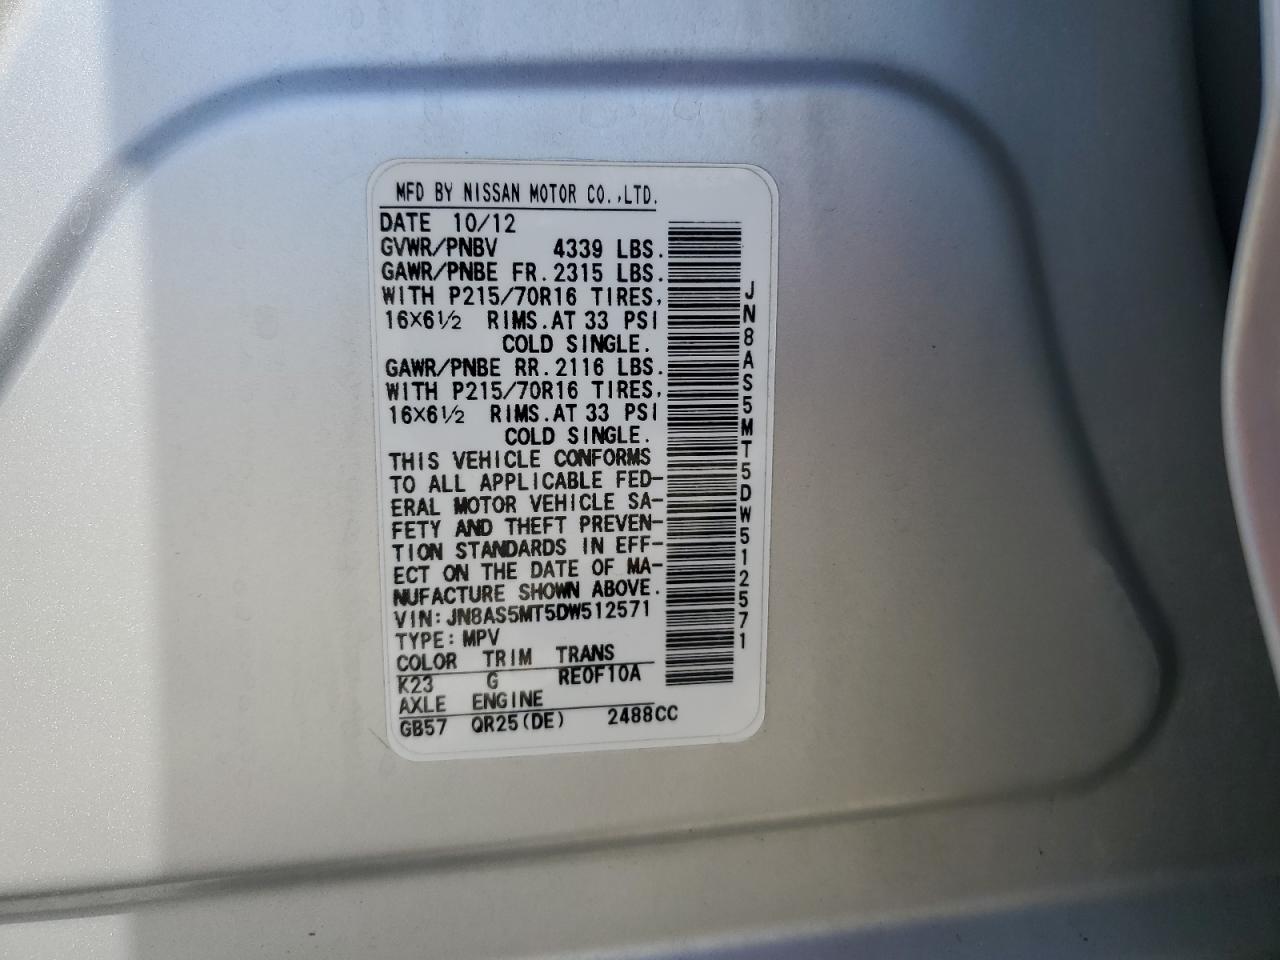 MFD BY NISSAN MOTOR CO.,LTD.
DATE 10/12
GVWR/PNBV 4339 LBS.
GAWR/PNBE FR. 2315 LBS.
WITH P215/70R16 TIRES,
16×6½ RIMS. AT 33 PSI
COLD SINGLE.
GAWR/PNBE RR. 2116 LBS.
WITH P215/70R16 TIRES,
16×6½ RIMS. AT 33 PSI
COLD SINGLE.
THIS VEHICLE CONFORMS
TO ALL APPLICABLE FED-
ERAL MOTOR VEHICLE SA-
FETY AND THEFT PREVEN-
TION STANDARDS IN EFF-
ECT ON THE DATE OF MA-
NUFACTURE SHOWN ABOVE.
VIN: JN8AS5MT5DW512571
TYPE: MPV
COLOR TRIM TRANS
K23 G RE0F10A
AXLE ENGINE
GB57 QR25(DE) 2488CC
JN8AS5MT5DW512571